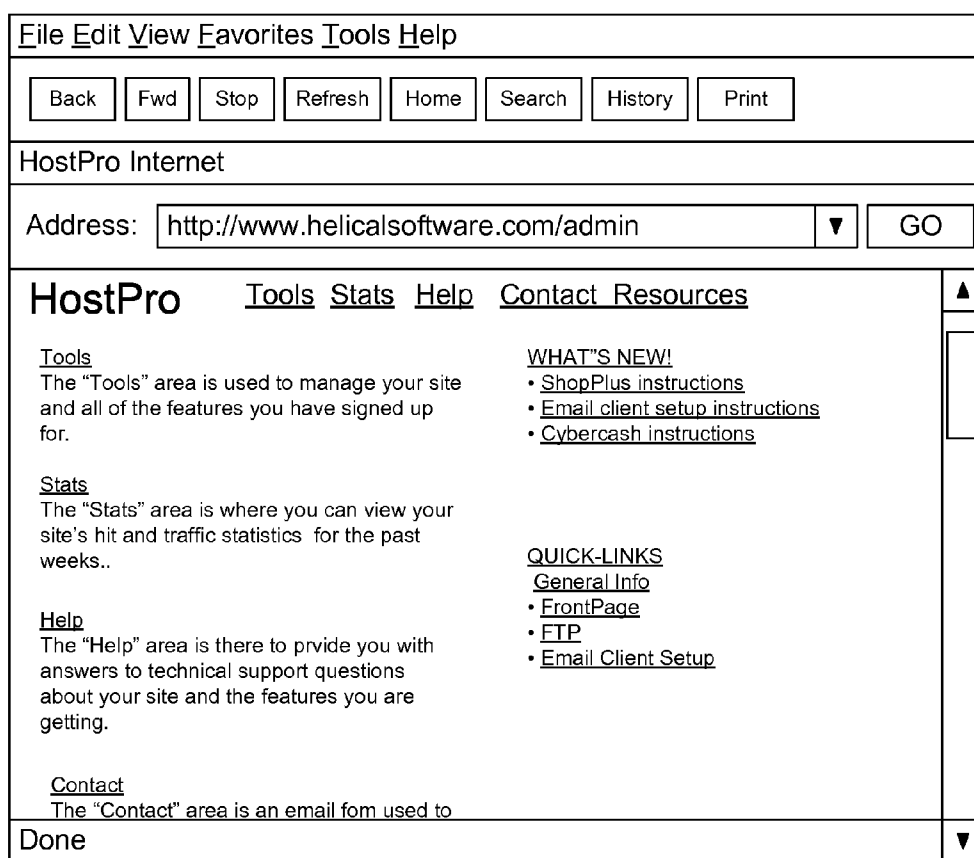 File Edit View Favorites Tools Help
Back Fwd Stop Refresh Home Search History Print
HostPro Internet
Address: http://www.helicalsoftware.com/admin ▼ GO
HostPro Tools Stats Help Contact Resources
Tools
The “Tools” area is used to manage your site
and all of the features you have signed up
for.
Stats
The “Stats” area is where you can view your
site’s hit and traffic statistics for the past
weeks..
Help
The “Help” area is there to prvide you with
answers to technical support questions
about your site and the features you are
getting.
Contact
The “Contact” area is an email fom used to
WHAT”S NEW!
• ShopPlus instructions
• Email client setup instructions
• Cybercash instructions
QUICK-LINKS
General Info
• FrontPage
• FTP
• Email Client Setup
Done